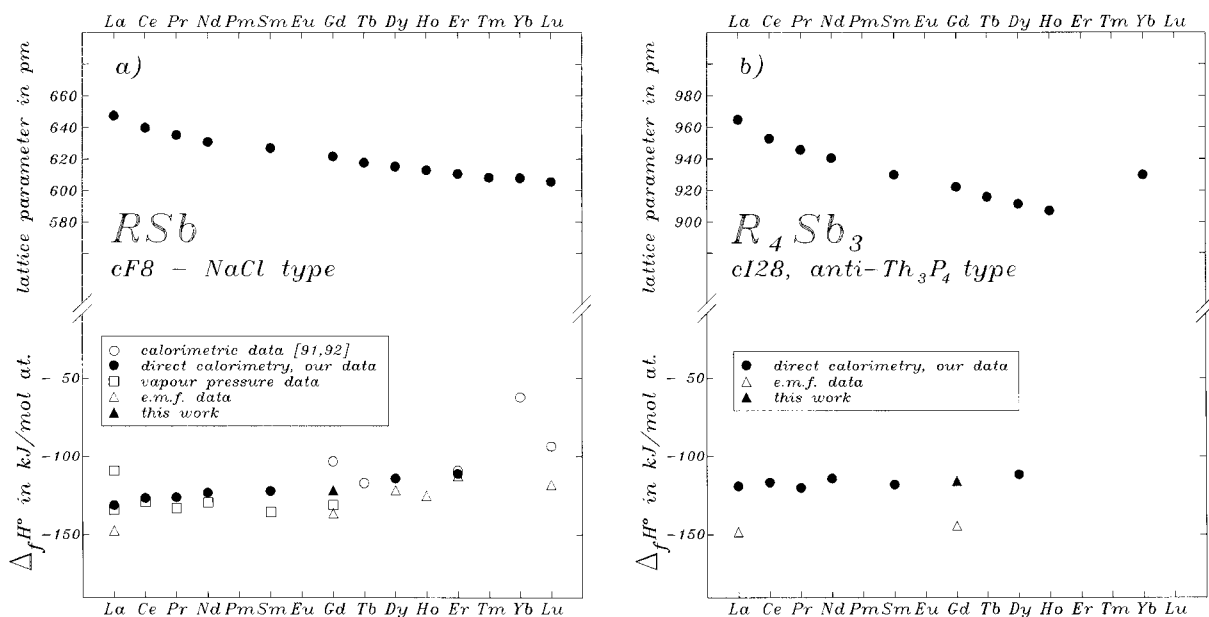 La Ce Pr Nd Pm Sm Eu Gd Tb Dy Ho Er Tm Yb Lu
a)
lattice parameter in pm
660
640
620
600
580
RSb
cF8 - NaCl type
calorimetric data [91,92]
direct calorimetry, our data
vapour pressure data
e.m.f. data
this work
ΔfH° in kJ/mol at.
- 50
-100
-150
La Ce Pr Nd Pm Sm Eu Gd Tb Dy Ho Er Tm Yb Lu
La Ce Pr Nd Pm Sm Eu Gd Tb Dy Ho Er Tm Yb Lu
b)
lattice parameter in pm
980
960
940
920
900
R₄Sb₃
cI28, anti-Th₃P₄ type
direct calorimetry, our data
e.m.f. data
this work
ΔfH° in kJ/mol at.
- 50
-100
-150
La Ce Pr Nd Pm Sm Eu Gd Tb Dy Ho Er Tm Yb Lu